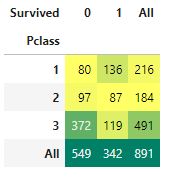 Survived 0 1 All
Pclass
1 80 136 216
2 97 87 184
3 372 119 491
All 549 342 891